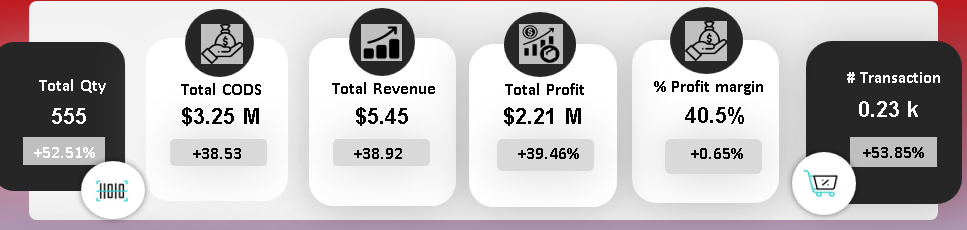 Total Qty
555
+52.51%
Total CODS
$3.25 M
+38.53
Total Revenue
$5.45
+38.92
Total Profit
$2.21 M
+39.46%
% Profit margin
40.5%
+0.65%
# Transaction
0.23 k
+53.85%